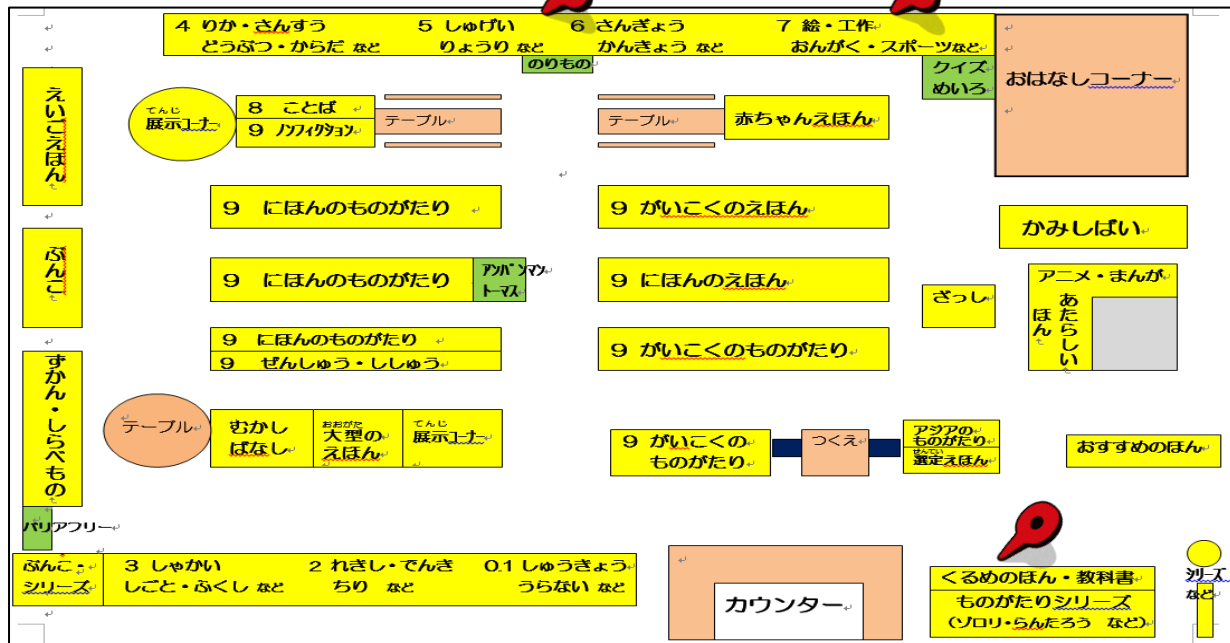 4 りか・さんすう
どうぶつ・からだ など
5 しゅげい
りょうり など
6 さんぎょう
かんきょう など
7 絵・工作
おんがく・スポーツなど
のりもの
クイズ
めいろ
おはなしコーナー
えいごえほん
てんじ
展示コーナー
8 ことば
9 ノンフィクション
テーブル
テーブル
赤ちゃんえほん
9 にほんのものがたり
9 がいこくのえほん
かみしばい
ぶんこ
9 にほんのものがたり
アンパンマン
トーマス
9 にほんのえほん
ざっし
アニメ・まんが
あたらしい
ほん
9 にほんのものがたり
9 ぜんしゅう・ししゅう
9 がいこくのものがたり
ずかん・しらべもの
テーブル
むかし
ばなし
おおがた
大型の
えほん
てんじ
展示コーナー
9 がいこくの
ものがたり
つくえ
アジアの
ものがたり
せんてい
選定えほん
おすすめのほん
バリアフリー
ぶんこ・
シリーズ
3 しゃかい
しごと・ふくし など
2 れきし・でんき
ちり など
0.1 しゅうきょう
うらない など
カウンター
くるめのほん・教科書
ものがたりシリーズ
(ゾロリ・らんたろう など)
シリーズ
など